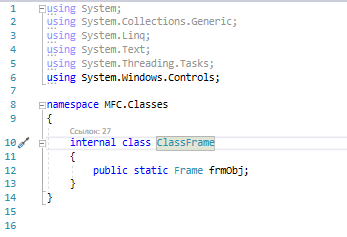 1 using System;
2 using System.Collections.Generic;
3 using System.Linq;
4 using System.Text;
5 using System.Threading.Tasks;
6 using System.Windows.Controls;
7
8 namespace MFC.Classes
9 {
Ссылок: 27
10 internal class ClassFrame
11 {
12 public static Frame frmObj;
13 }
14 }
15
16